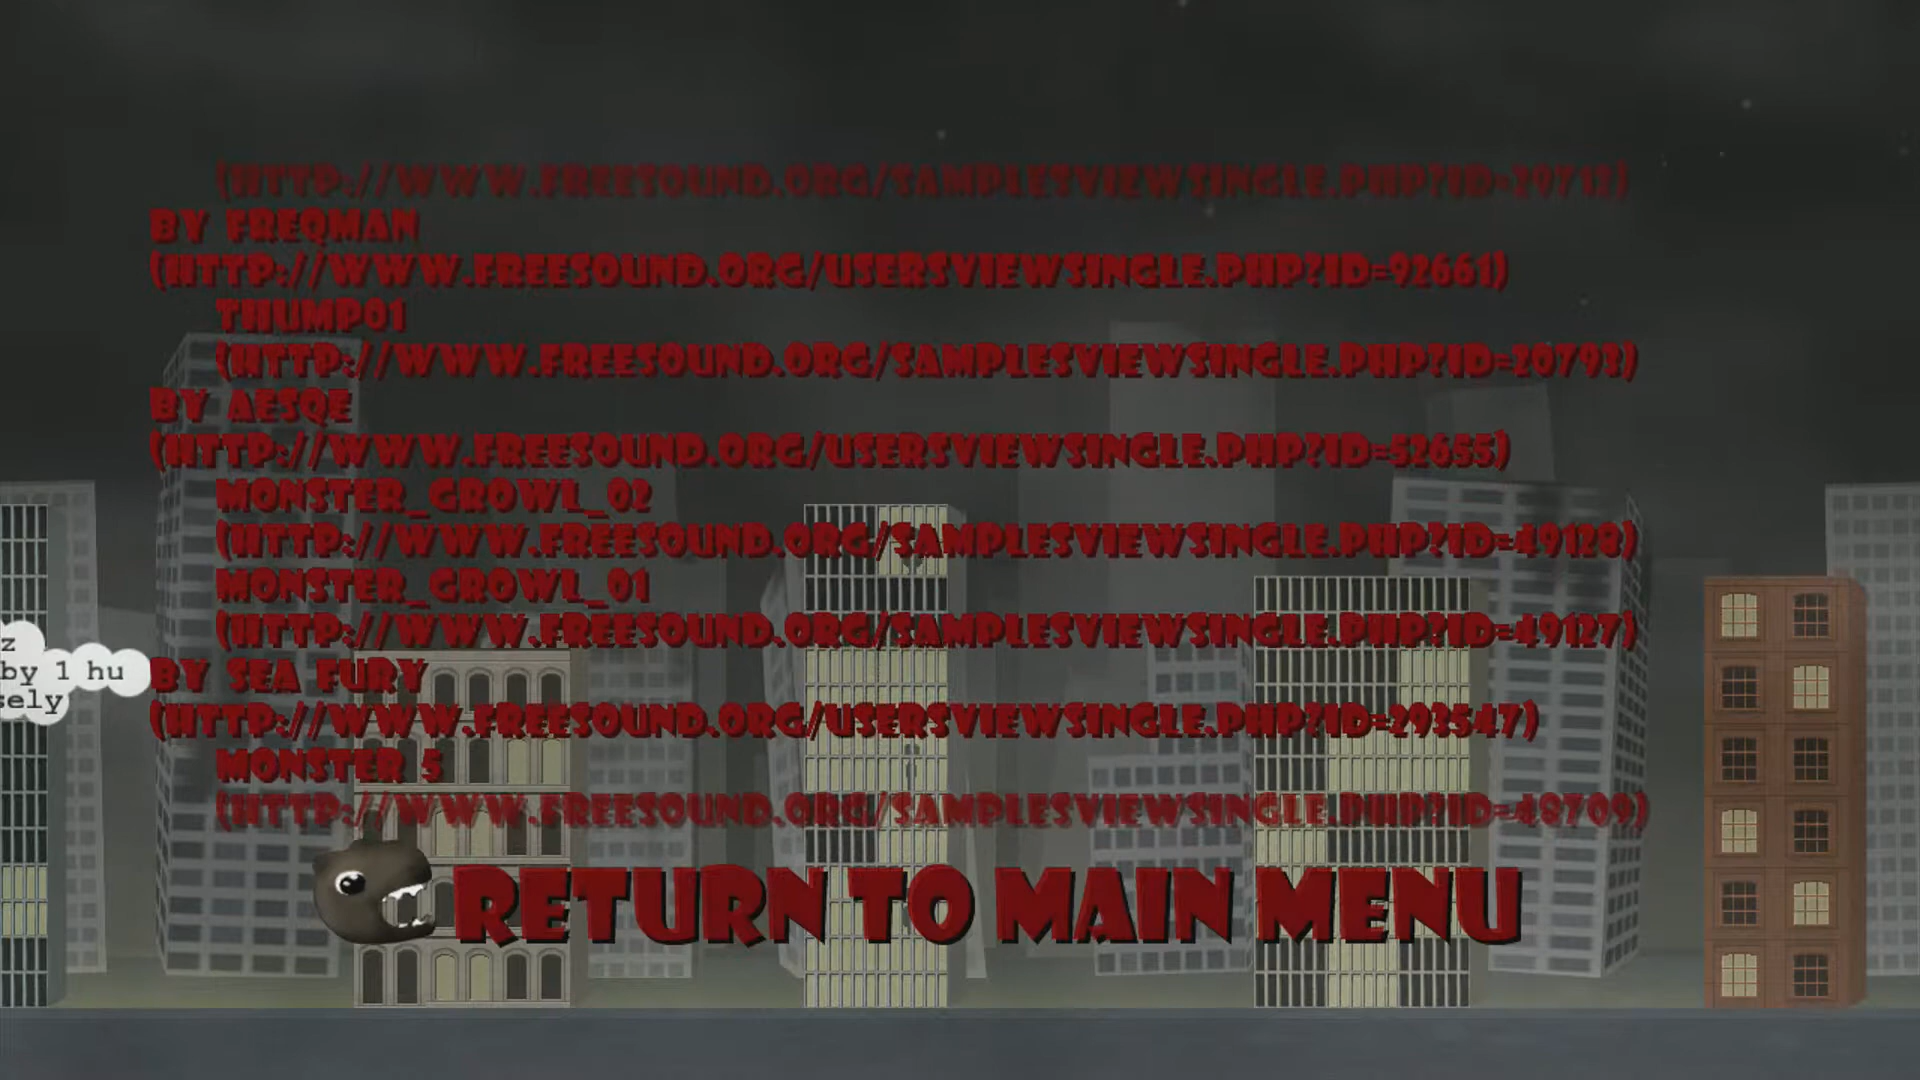 (HTTP://WWW.FREESOUND.ORG/SAMPLESVIEWSINGLE.PHP?ID=29712)
BY FREQMAN
(HTTP://WWW.FREESOUND.ORG/USERSVIEWSINGLE.PHP?ID=92661)
THUMP01
(HTTP://WWW.FREESOUND.ORG/SAMPLESVIEWSINGLE.PHP?ID=20793)
BY AESQE
(HTTP://WWW.FREESOUND.ORG/USERSVIEWSINGLE.PHP?ID=52655)
MONSTER_GROWL_02
(HTTP://WWW.FREESOUND.ORG/SAMPLESVIEWSINGLE.PHP?ID=49128)
MONSTER_GROWL_01
(HTTP://WWW.FREESOUND.ORG/SAMPLESVIEWSINGLE.PHP?ID=49127)
z
by 1 hu
sely
BY SEA FURY
(HTTP://WWW.FREESOUND.ORG/USERSVIEWSINGLE.PHP?ID=293547)
MONSTER 5
(HTTP://WWW.FREESOUND.ORG/SAMPLESVIEWSINGLE.PHP?ID=48709)
RETURN TO MAIN MENU